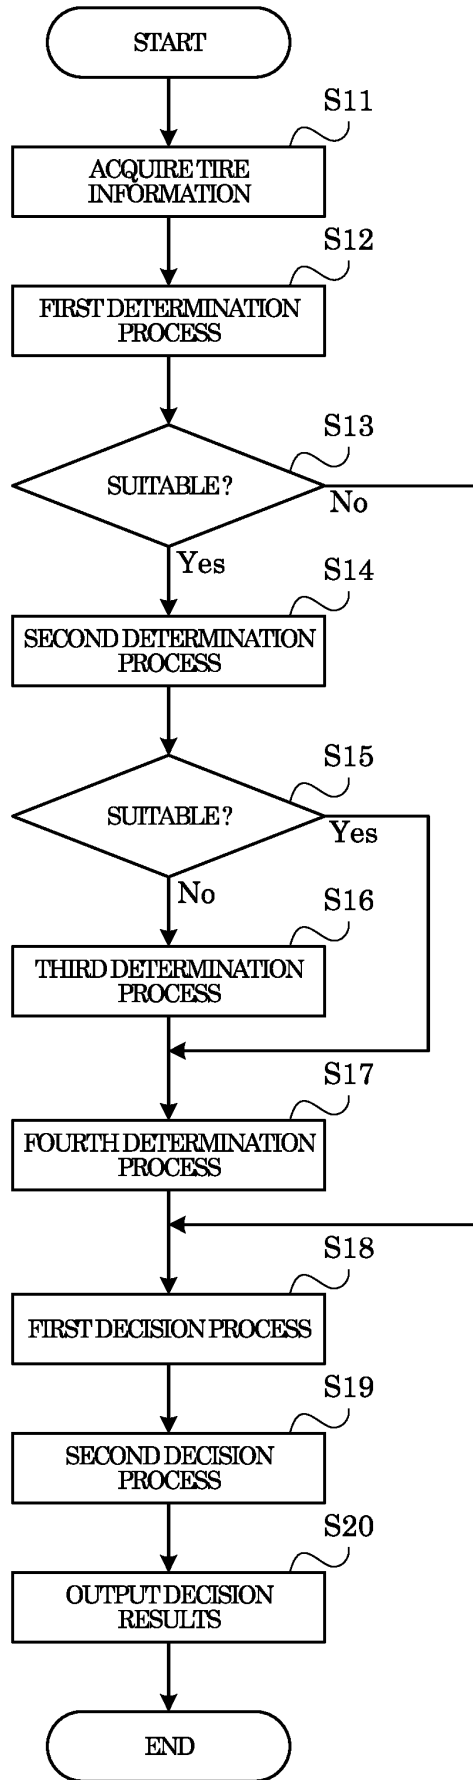 START
S11
ACQUIRE TIRE
INFORMATION
S12
FIRST DETERMINATION
PROCESS
S13
SUITABLE?
No
Yes
S14
SECOND DETERMINATION
PROCESS
S15
SUITABLE?
Yes
No
S16
THIRD DETERMINATION
PROCESS
S17
FOURTH DETERMINATION
PROCESS
S18
FIRST DECISION PROCESS
S19
SECOND DECISION
PROCESS
S20
OUTPUT DECISION
RESULTS
END